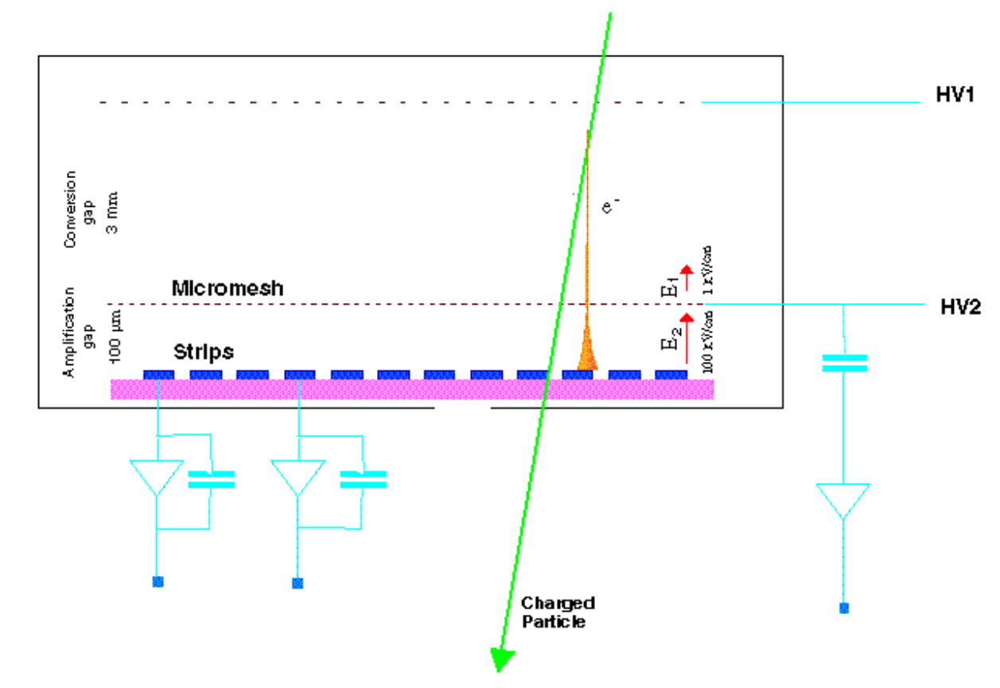 HV1
Conversion
gap
3 mm
e-
Micromesh
E1
1 kV/cm
HV2
Amplification
gap
100 µm
Strips
E2
100 kV/cm
Charged
Particle